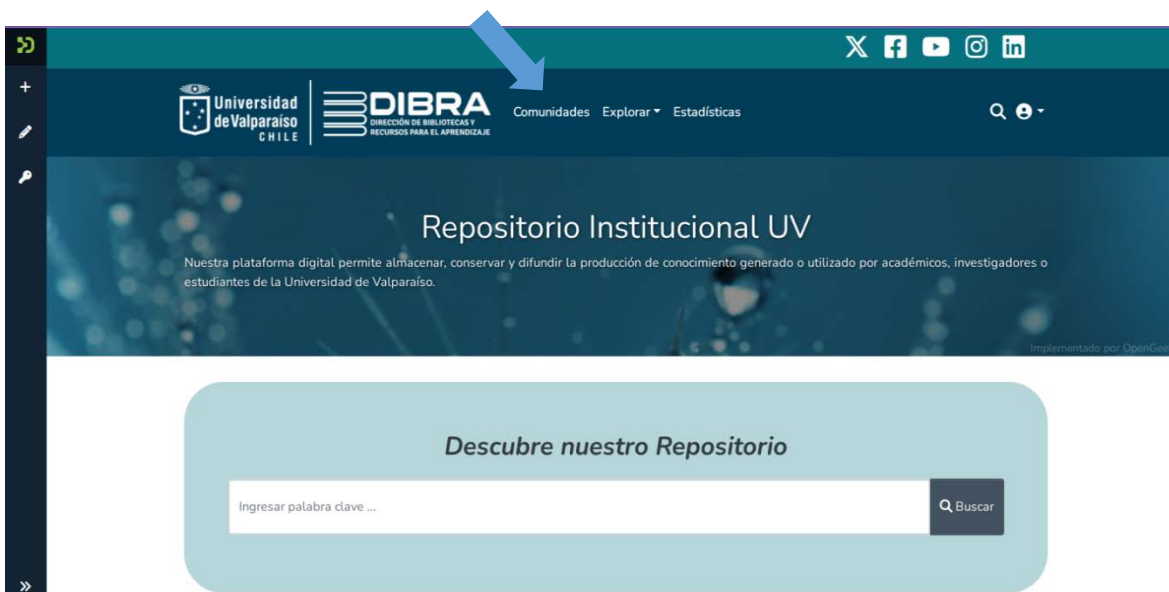 Universidad
de Valparaíso
CHILE
DIBRA
DIRECCIÓN DE BIBLIOTECAS Y
RECURSOS PARA EL APRENDIZAJE
Comunidades Explorar Estadísticas
Repositorio Institucional UV
Nuestra plataforma digital permite almacenar, conservar y difundir la producción de conocimiento generado o utilizado por académicos, investigadores o
estudiantes de la Universidad de Valparaíso.
Implementado por OpenGee
Descubre nuestro Repositorio
Ingresar palabra clave ...
Buscar